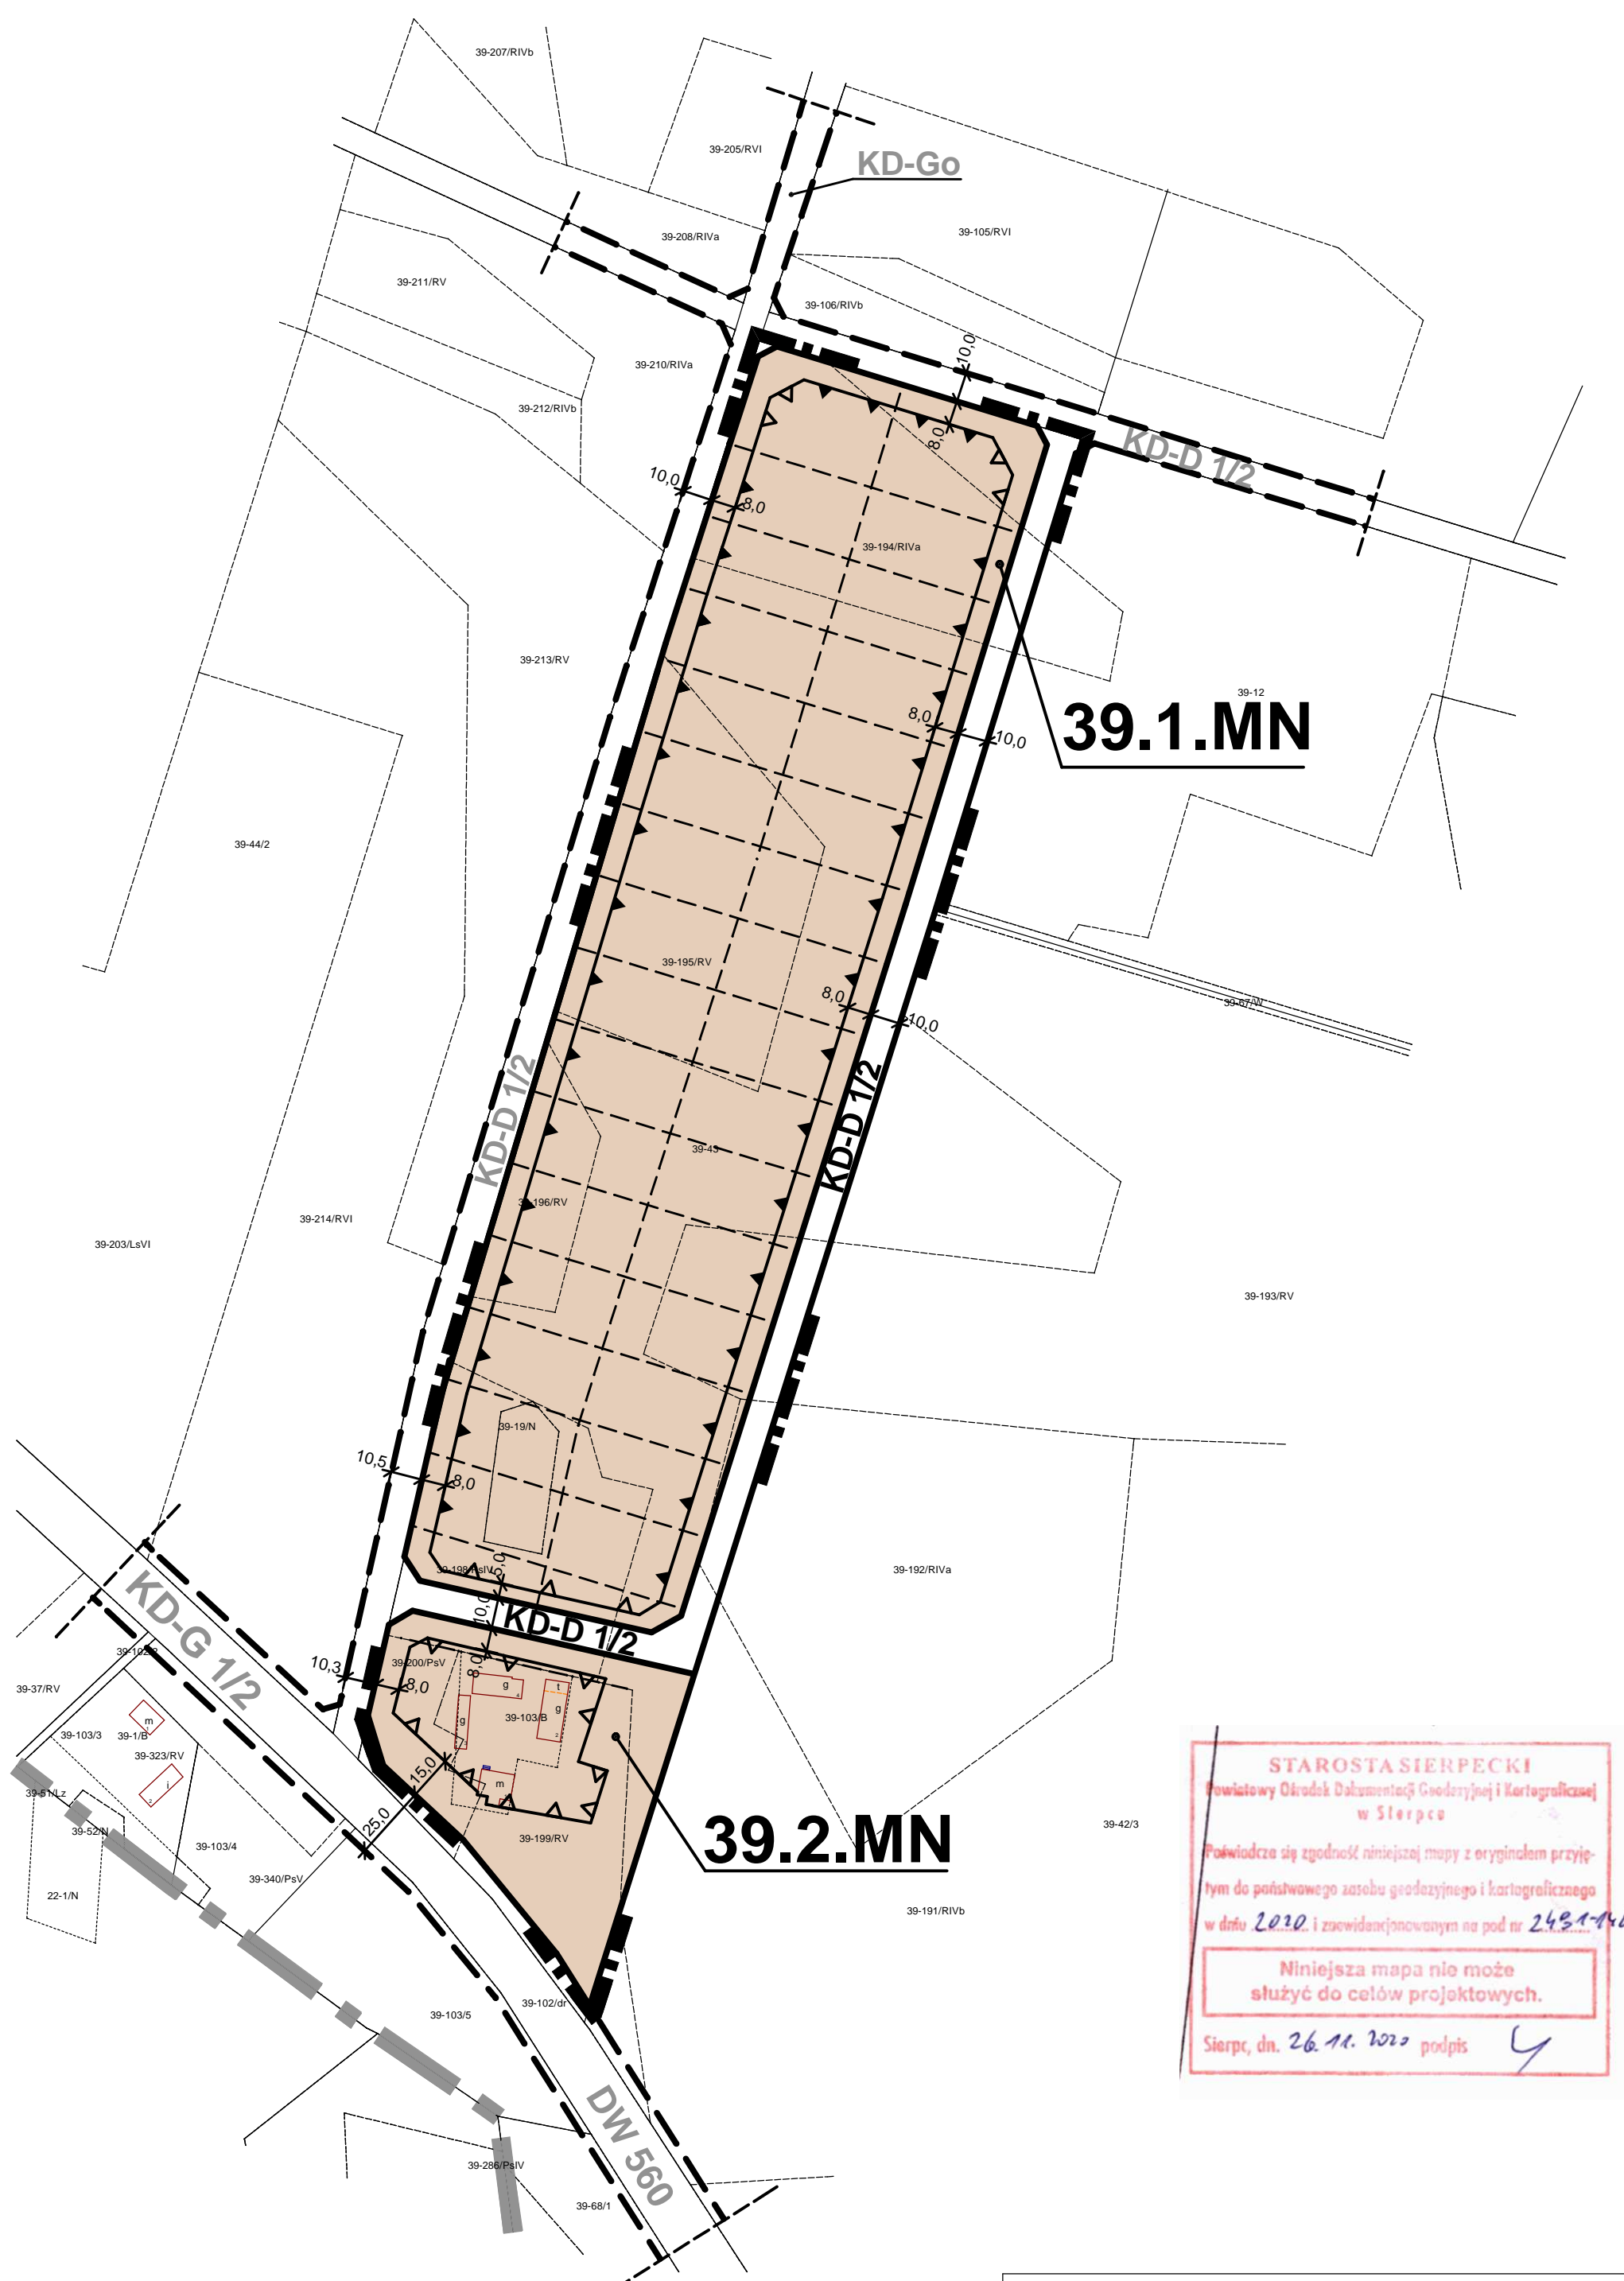 39-207/RIVb
39-205/RVI
KD-Go
39-208/RIVa
39-105/RVI
39-211/RV
39-106/RIVb
10,0
39-210/RIVa
39-212/RIVb
8,0
KD-D 1/2
10,0
8,0
39-194/RIVa
39-213/RV
39-12
8,0
10,0
39.1.MN
39-44/2
39-195/RV
8,0
10,0
39-67/W
KD-D 1/2
KD-D 1/2
39-43
39-196/RV
39-214/RVI
39-203/LsVI
39-193/RV
39-19/N
10,5
8,0
39-198/PsIV
5,0
39-192/RIVa
KD-G 1/2
10,0
KD-D 1/2
39-200/PsV
8,0
10,3
8,0
39-37/RV
g
t
g
g
39-103/B
m
39-103/3
39-1/B
39-323/RV
i
15,0
m
39-51/Lz
25,0
39-52/N
39-103/4
39-199/RV
39.2.MN
39-42/3
39-340/PsV
22-1/N
39-191/RIVb
39-102/dr
39-103/5
DW 560
39-286/PsIV
39-68/1
STAROSTA SIERPECKI
Powiatowy Ośrodek Dokumentacji Geodezyjnej i Kartograficznej
w Sierpcu
Poświadcza się zgodność niniejszej mapy z oryginałem przyję-
tym do państwowego zasobu geodezyjnego i kartograficznego
w dniu 2020 i zaewidencjonowanym na pod nr
Niniejsza mapa nie może
służyć do celów projektowych.
Sierpc, dn. 26.11.2020 podpis